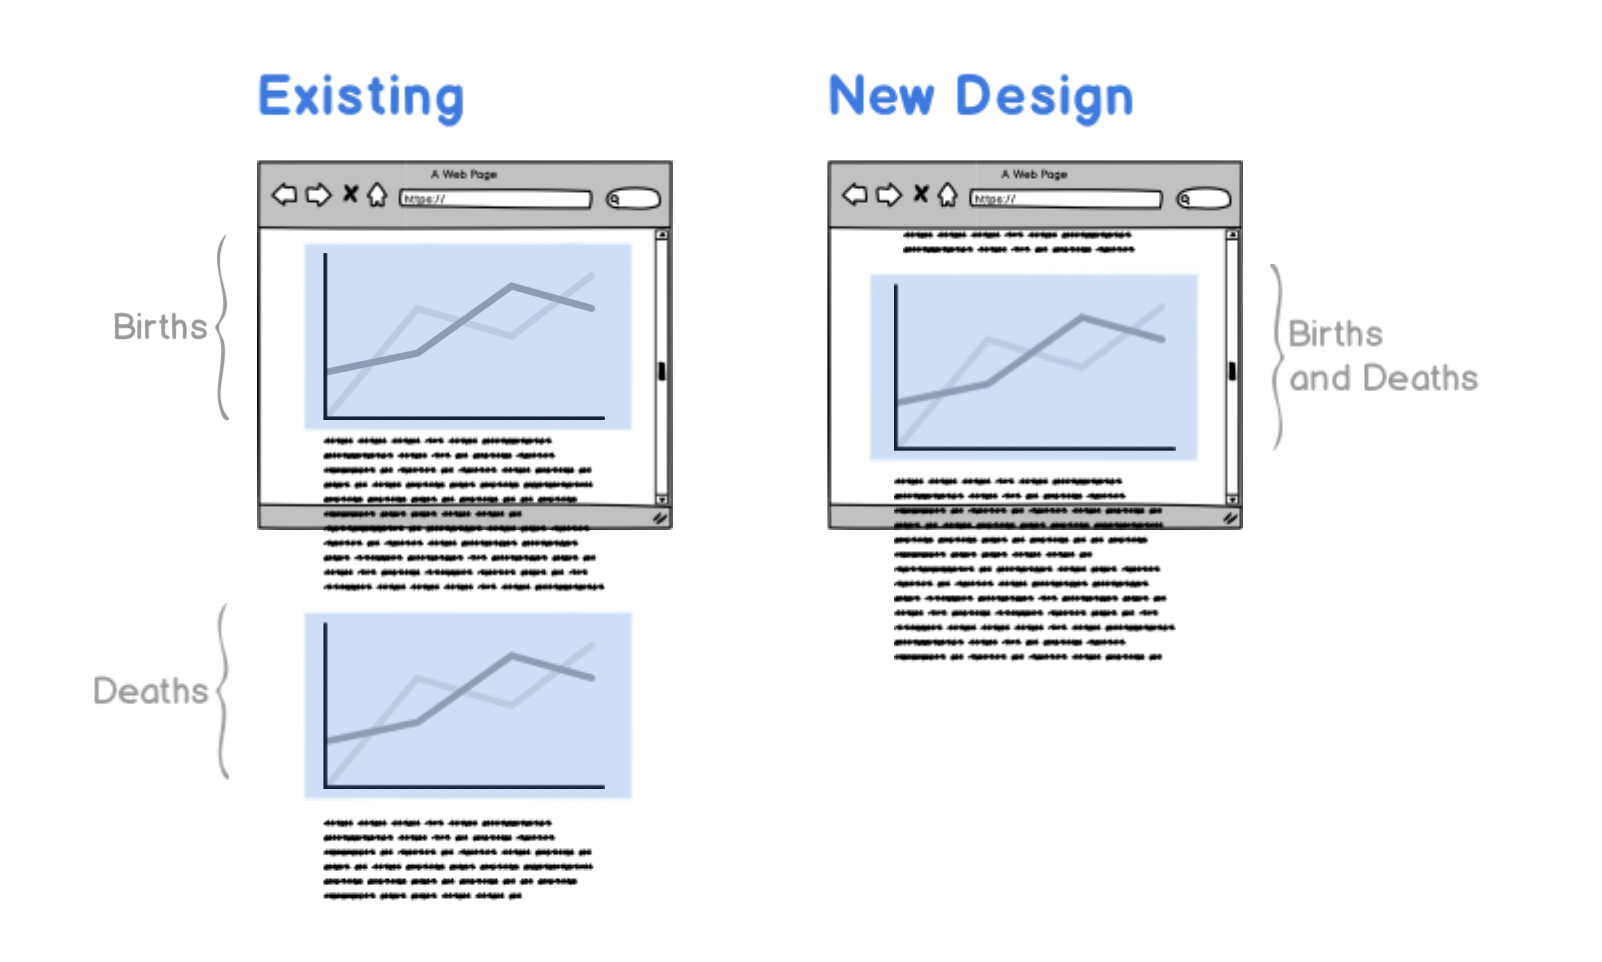 Existing
New Design
A Web Page
https://
A Web Page
https://
Births
Births
and Deaths
Deaths